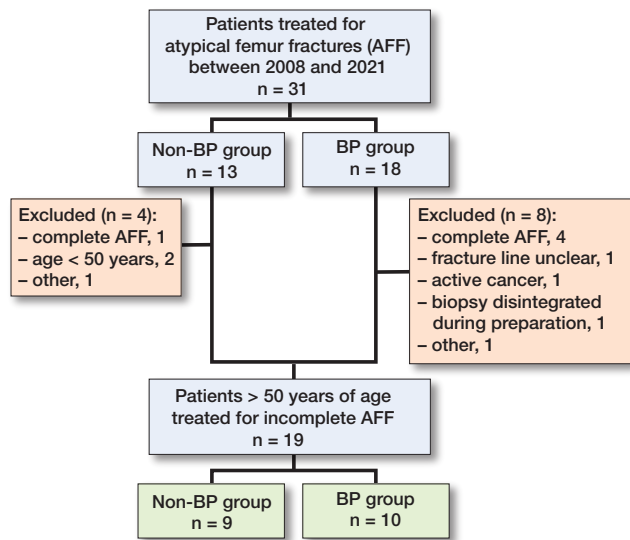 Patients treated for
atypical femur fractures (AFF)
between 2008 and 2021
n = 31
Non-BP group
n = 13
BP group
n = 18
Excluded (n = 4):
– complete AFF, 1
– age < 50 years, 2
– other, 1
Excluded (n = 8):
– complete AFF, 4
– fracture line unclear, 1
– active cancer, 1
– biopsy disintegrated
during preparation, 1
– other, 1
Patients > 50 years of age
treated for incomplete AFF
n = 19
Non-BP group
n = 9
BP group
n = 10